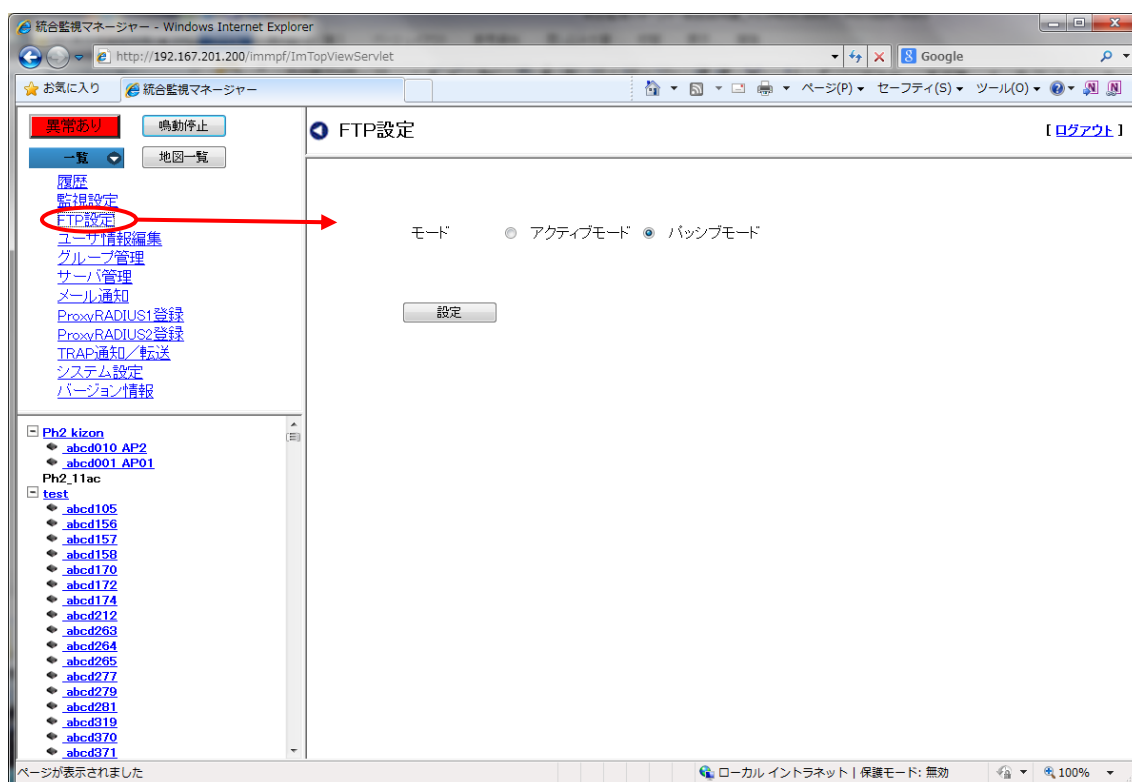 統合監視マネージャー - Windows Internet Explorer
http://192.167.201.200/immpf/ImTopViewServlet
Google
お気に入り
統合監視マネージャー
ページ(P)
セーフティ(S)
ツール(O)
異常あり
鳴動停止
一覧
地図一覧
FTP設定
[ ログアウト ]
履歴
監視設定
FTP設定
ユーザ情報編集
グループ管理
サーバ管理
メール通知
ProxyRADIUS1登録
ProxyRADIUS2登録
TRAP通知／転送
システム設定
バージョン情報
モード アクティブモード パッシブモード
設定
Ph2_kizon
abcd010 AP2
abcd001 AP01
Ph2_11ac
test
abcd105
abcd156
abcd157
abcd158
abcd170
abcd172
abcd174
abcd212
abcd263
abcd264
abcd265
abcd277
abcd279
abcd281
abcd319
abcd370
abcd371
ページが表示されました
ローカル イントラネット | 保護モード: 無効
100%